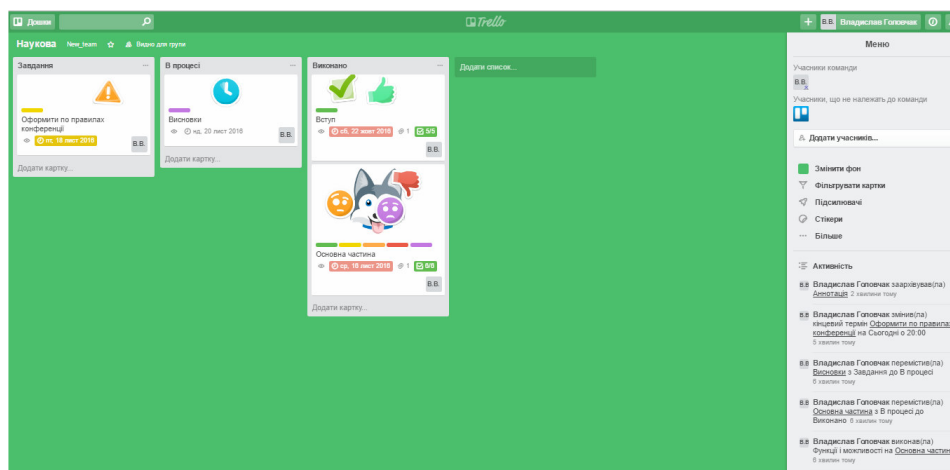 Дошки
Trello
В.В. Владислав Головчак
Наукова New_team Видно для групи
Завдання ...
Оформити по правилах
конференції
пт, 18 лист 2016
В.В.
Додати картку...
В процесі ...
Висновки
нд, 20 лист 2016
В.В.
Додати картку...
Виконано ...
Вступ
сб, 22 жовт 2016 1 5/5
В.В.
Основна частина
ср, 16 лист 2016 1 6/6
В.В.
Додати картку...
Додати список...
Меню
Учасники команди
В.В.
Учасники, що не належать до команди
Додати учасників...
Змінити фон
Фільтрувати картки
Підсилювачі
Стікери
Більше
Активність
В.В Владислав Головчак заархівував(ла)
Аннотація 2 хвилини тому
В.В Владислав Головчак змінив(ла)
кінцевий термін Оформити по правилах
конференції на Сьогодні о 20:00
5 хвилин тому
В.В Владислав Головчак перемістив(ла)
Висновки з Завдання до В процесі
6 хвилин тому
В.В Владислав Головчак перемістив(ла)
Основна частина з В процесі до
Виконано 6 хвилин тому
В.В Владислав Головчак виконав(ла)
Функції і можливості на Основна частин
6 хвилин тому